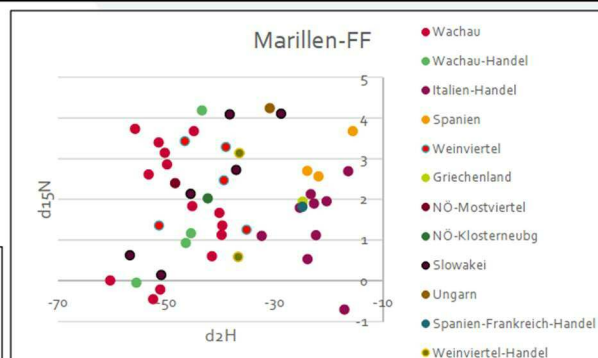 Marillen-FF
5
4
3
2
1
0
-1
-70
-50
-30
-10
d15N
d2H
Wachau
Wachau-Handel
Italien-Handel
Spanien
Weinviertel
Griechenland
NÖ-Mostviertel
NÖ-Klosterneubg
Slowakei
Ungarn
Spanien-Frankreich-Handel
Weinviertel-Handel